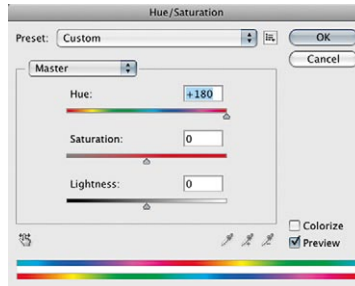 Hue/Saturation
Preset: Custom
OK
Cancel
Master
Hue: +180
Saturation: 0
Lightness: 0
Colorize
Preview